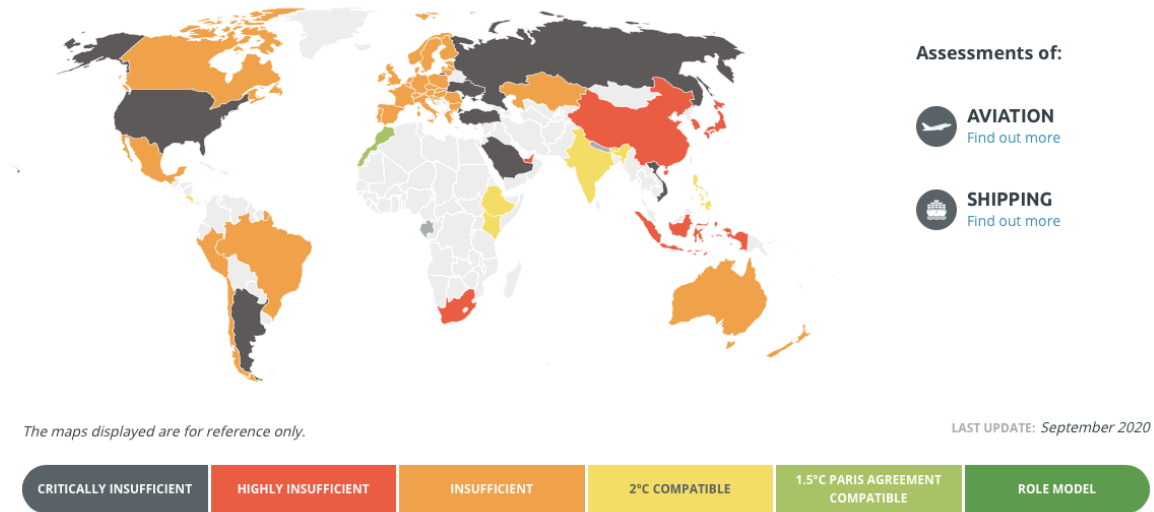 Assessments of:
AVIATION
Find out more
SHIPPING
Find out more
The maps displayed are for reference only.
LAST UPDATE: September 2020
CRITICALLY INSUFFICIENT
HIGHLY INSUFFICIENT
INSUFFICIENT
2°C COMPATIBLE
1.5°C PARIS AGREEMENT
COMPATIBLE
ROLE MODEL